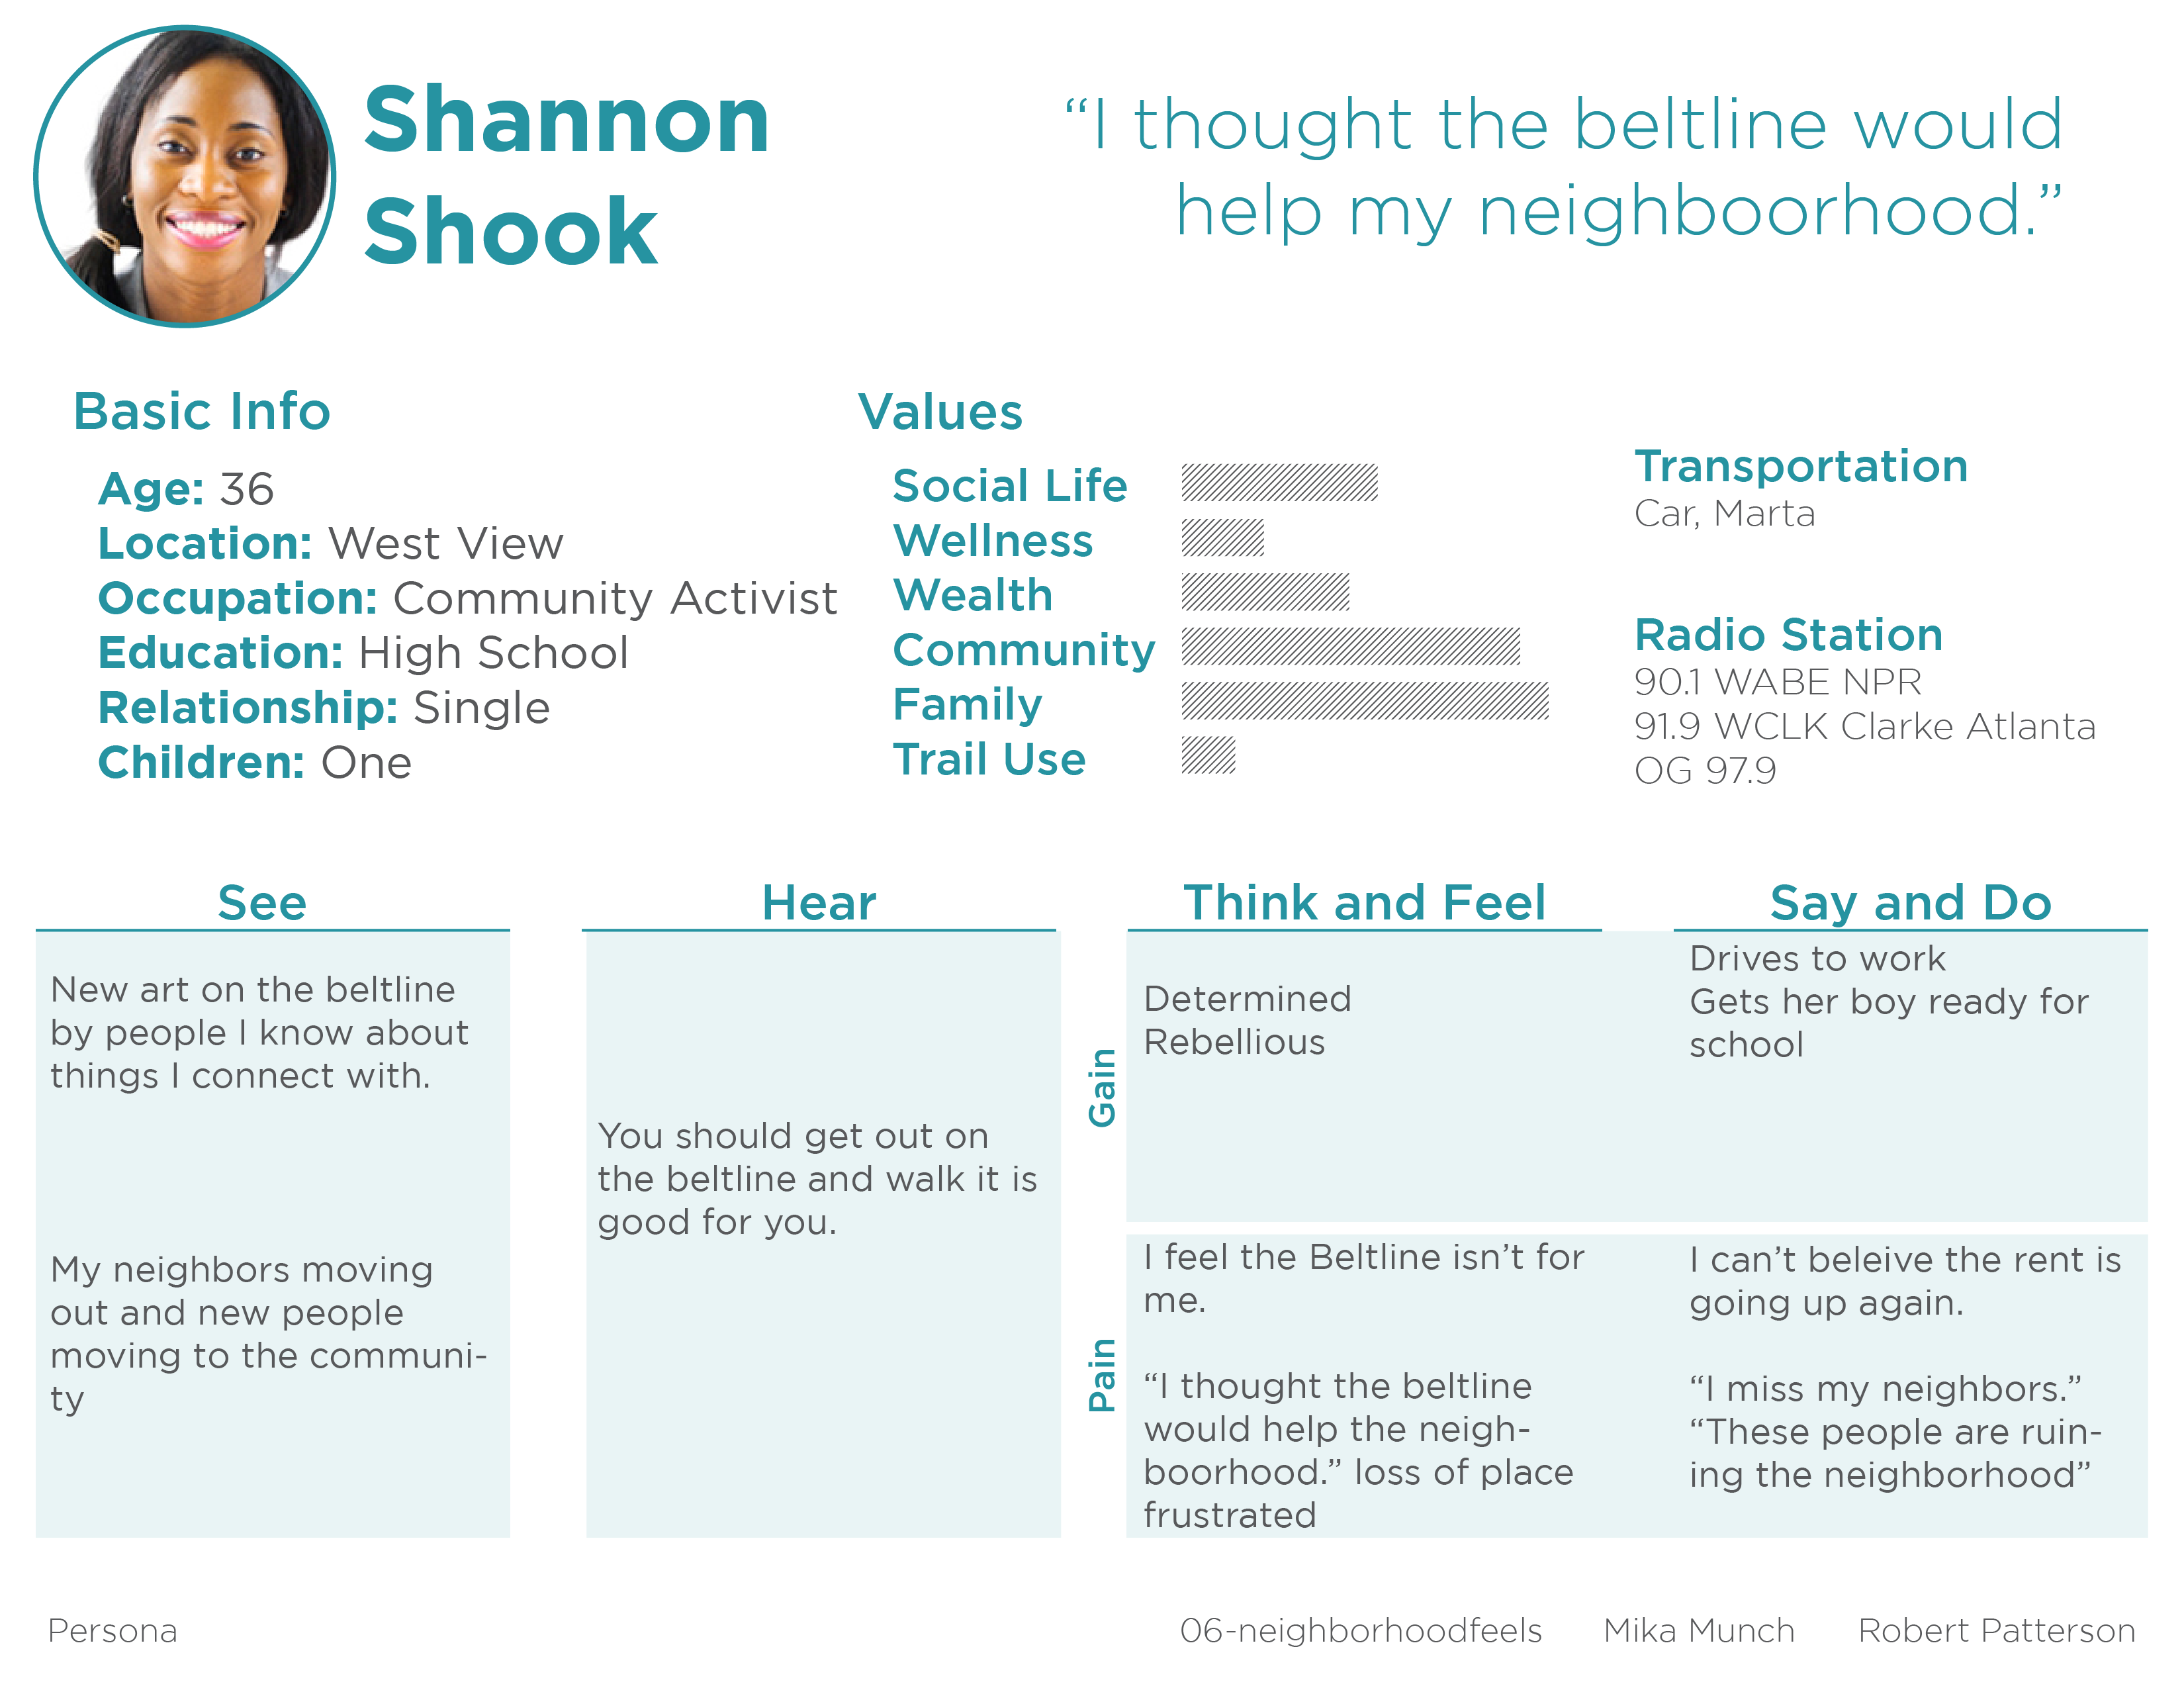 Shannon
Shook
“I thought the beltline would
help my neighboorhood.”
Basic Info
Age: 36
Location: West View
Occupation: Community Activist
Education: High School
Relationship: Single
Children: One
Values
Social Life
Wellness
Wealth
Community
Family
Trail Use
Transportation
Car, Marta
Radio Station
90.1 WABE NPR
91.9 WCLK Clarke Atlanta
OG 97.9
See
New art on the beltline
by people I know about
things I connect with.
My neighbors moving
out and new people
moving to the communi-
ty
Hear
You should get out on
the beltline and walk it is
good for you.
Think and Feel
Say and Do
Gain
Determined
Rebellious
Drives to work
Gets her boy ready for
school
Pain
I feel the Beltline isn’t for
me.
“I thought the beltline
would help the neigh-
boorhood.” loss of place
frustrated
I can’t beleive the rent is
going up again.
“I miss my neighbors.”
“These people are ruin-
ing the neighborhood”
Persona
06-neighborhoodfeels
Mika Munch
Robert Patterson